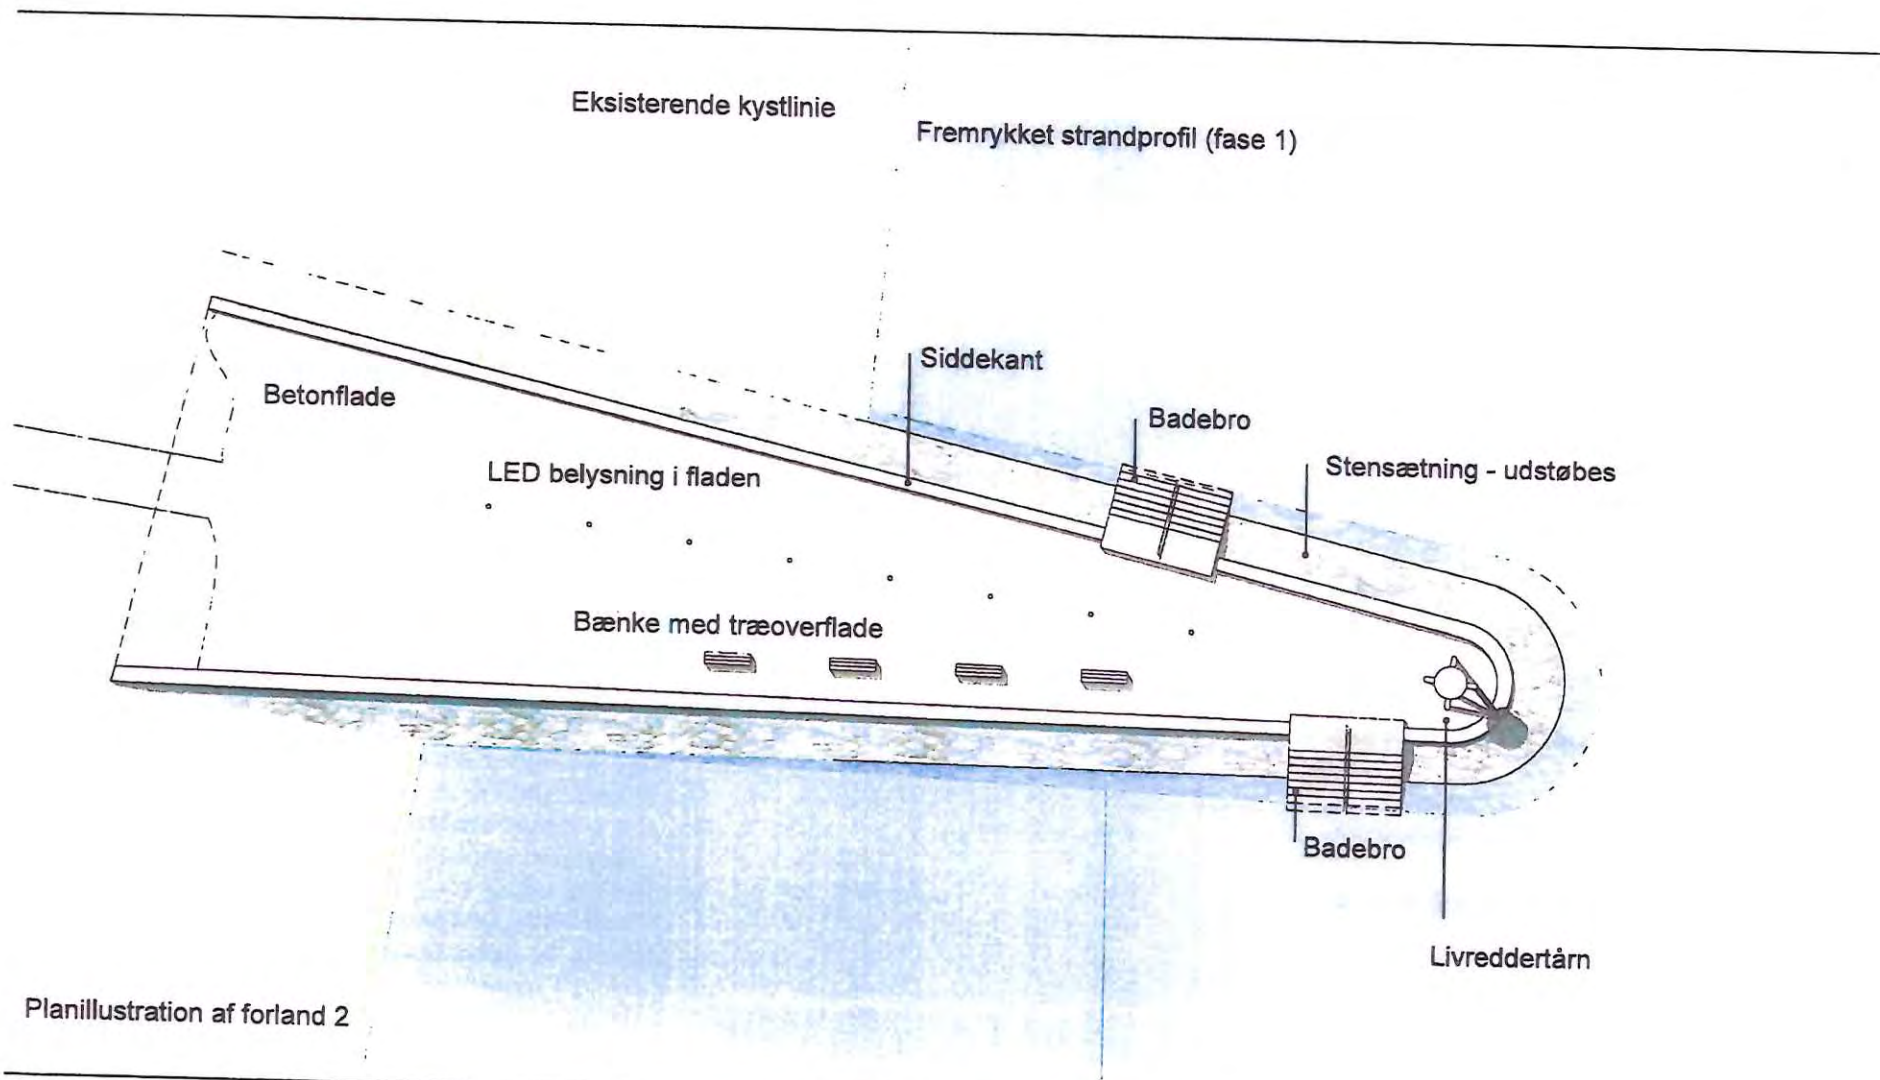 Eksisterende kystlinie
Fremrykket strandprofil (fase 1)
Siddekant
Betonflade
Badebro
LED belysning i fladen
Stensætning - udstøbes
Bænke med træoverflade
Badebro
Livreddertårn
Planillustration af forland 2